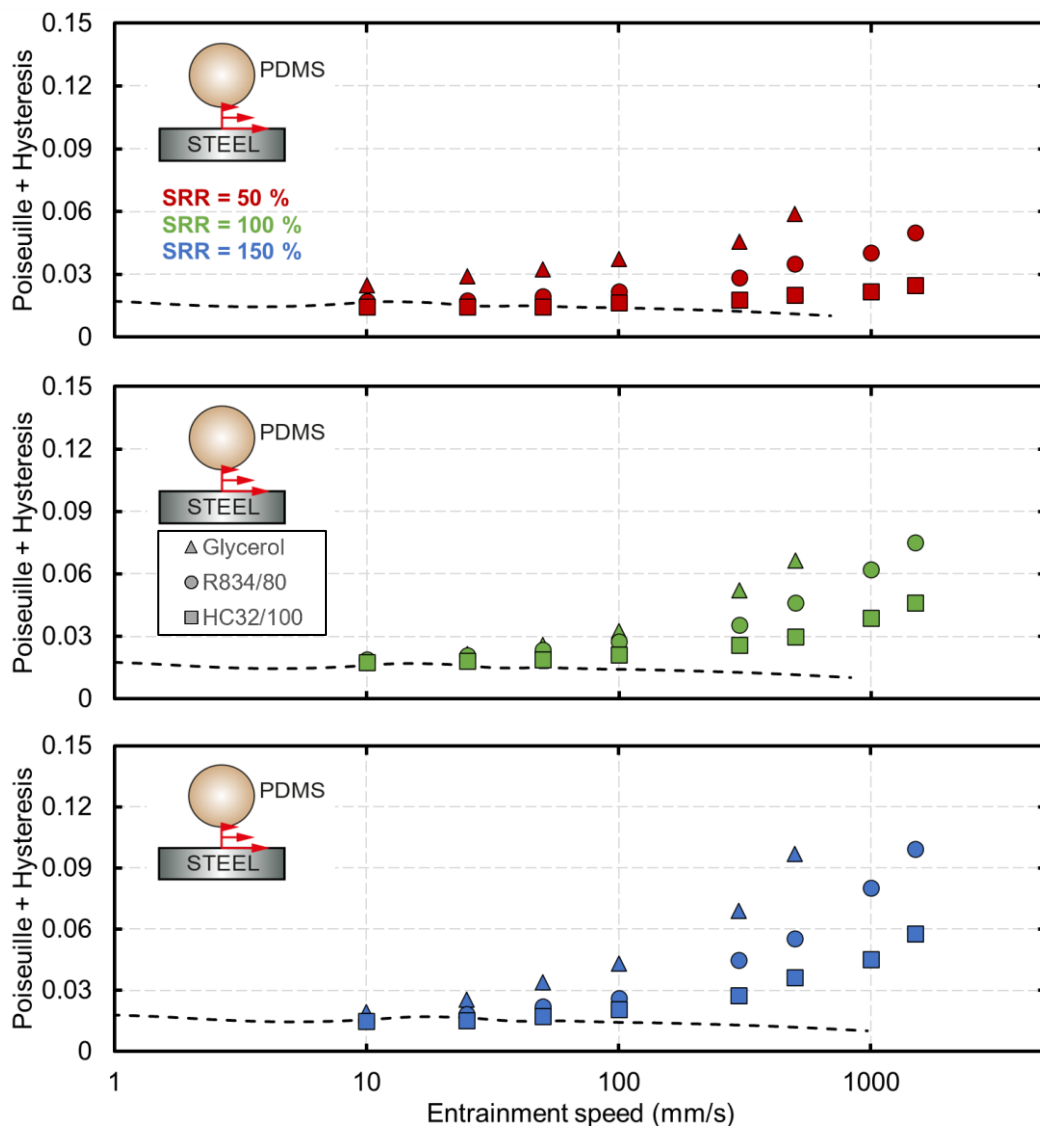 0.15
0.12
0.09
0.06
0.03
0
Poiseuille + Hysteresis
PDMS
STEEL
SRR = 50 %
SRR = 100 %
SRR = 150 %
0.15
0.12
0.09
0.06
0.03
0
Poiseuille + Hysteresis
PDMS
STEEL
Glycerol
R834/80
HC32/100
0.15
0.12
0.09
0.06
0.03
0
Poiseuille + Hysteresis
PDMS
STEEL
1 10 100 1000
Entrainment speed (mm/s)